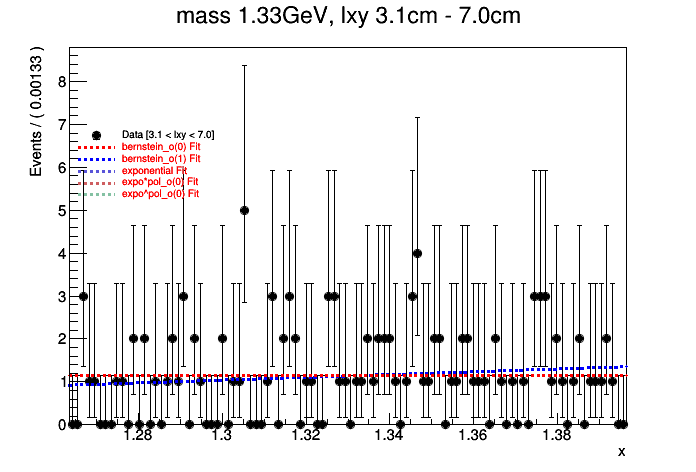 mass 1.33GeV, lxy 3.1cm - 7.0cm
Events / ( 0.00133 )
8
7
6
5
4
3
2
1
0
Data [3.1 < lxy < 7.0]
bernstein_o(0) Fit
bernstein_o(1) Fit
exponential Fit
expo*pol_o(0) Fit
expo^pol_o(0) Fit
1.28 1.3 1.32 1.34 1.36 1.38
x